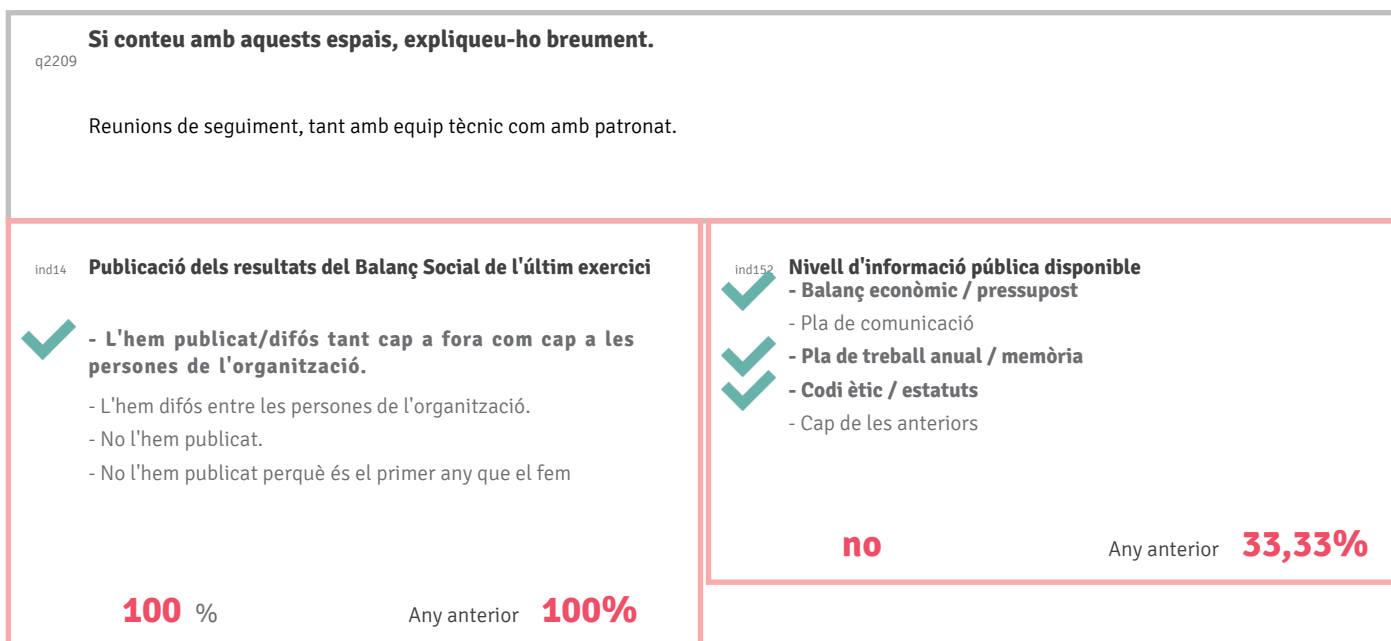 Si conteu amb aquests espais, expliqueu-ho breument.
q2209
Reunions de seguiment, tant amb equip tècnic com amb patronat.
ind14 Publicació dels resultats del Balanç Social de l'últim exercici
- L'hem publicat/difós tant cap a fora com cap a les
persones de l'organització.
- L'hem difós entre les persones de l'organització.
- No l'hem publicat.
- No l'hem publicat perquè és el primer any que el fem
100 % Any anterior 100%
ind152 Nivell d'informació pública disponible
- Balanç econòmic / pressupost
- Pla de comunicació
- Pla de treball anual / memòria
- Codi ètic / estatuts
- Cap de les anteriors
no Any anterior 33,33%